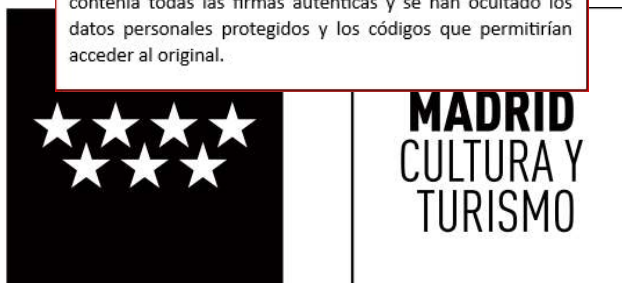 contenía todas las firmas auténticas y se han ocultado los
datos personales protegidos y los códigos que permitirían
acceder al original.
MADRID
CULTURA Y
TURISMO